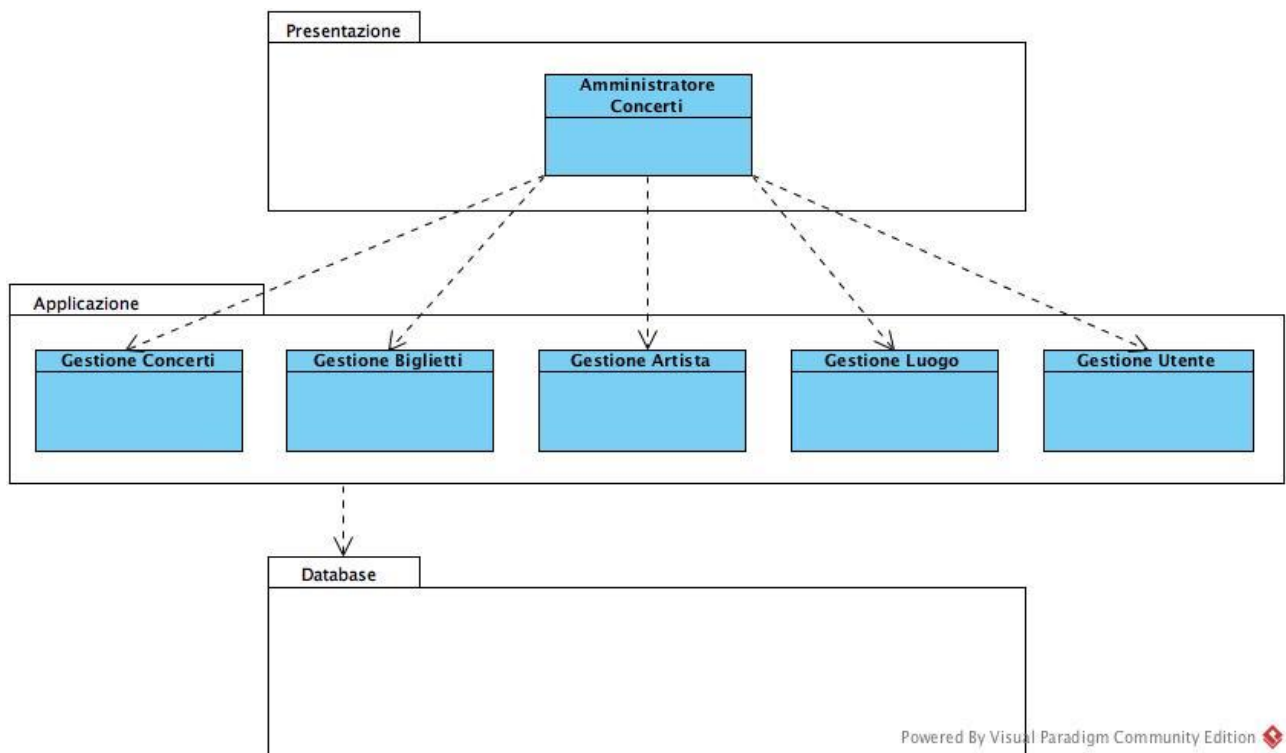 Presentazione
Amministratore
Concerti
Applicazione
Gestione Concerti
Gestione Biglietti
Gestione Artista
Gestione Luogo
Gestione Utente
Database
Powered By Visual Paradigm Community Edition